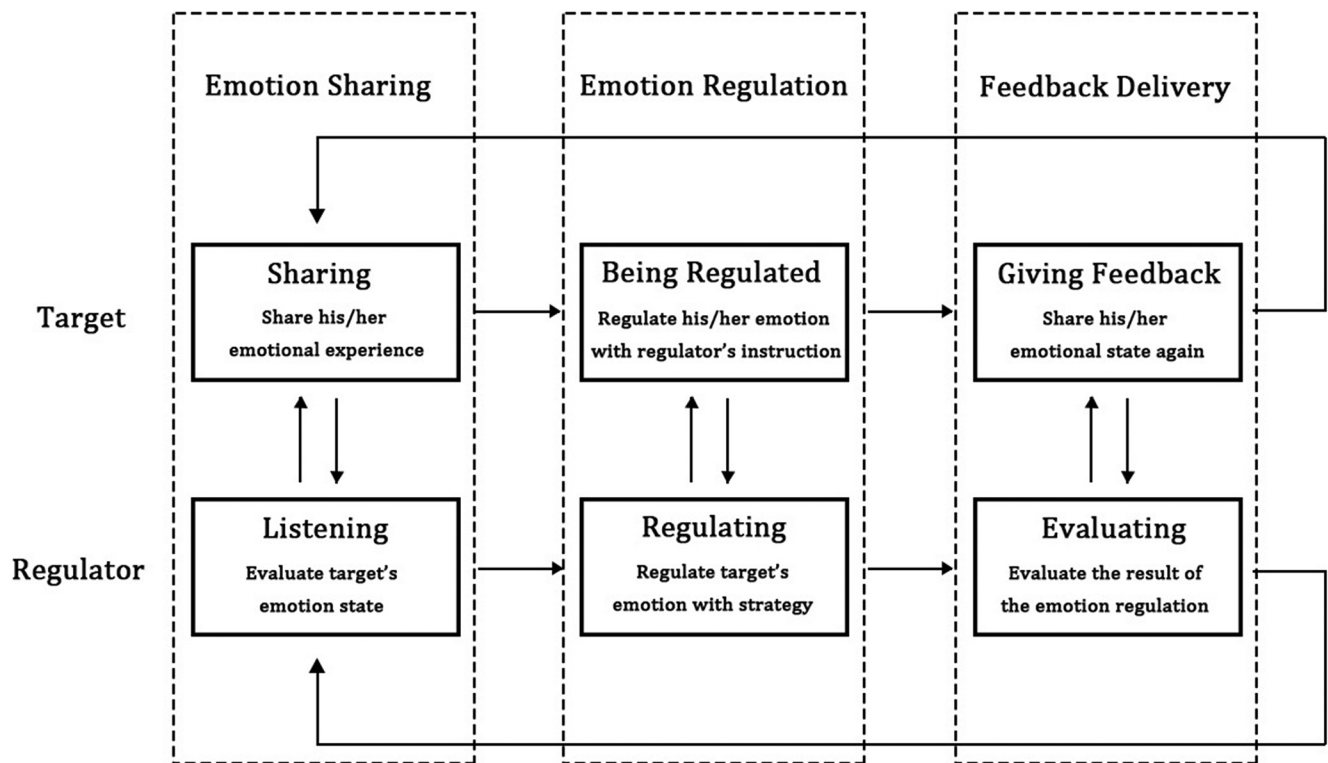 Emotion Sharing
Emotion Regulation
Feedback Delivery
Target
Sharing
Share his/her
emotional experience
Being Regulated
Regulate his/her emotion
with regulator's instruction
Giving Feedback
Share his/her
emotional state again
Regulator
Listening
Evaluate target's
emotion state
Regulating
Regulate target's
emotion with strategy
Evaluating
Evaluate the result of
the emotion regulation